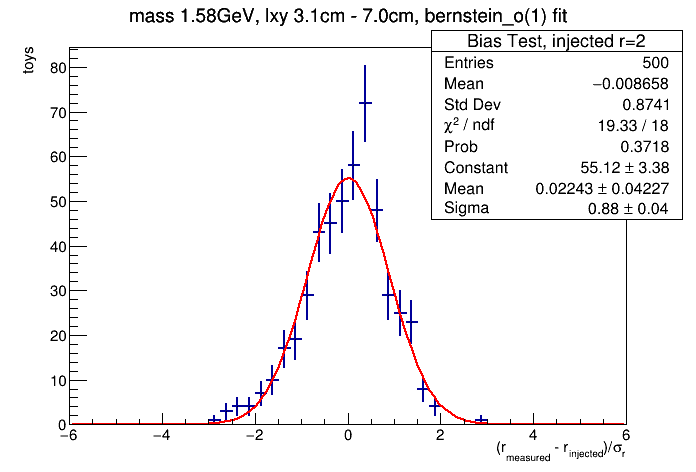 mass 1.58GeV, lxy 3.1cm - 7.0cm, bernstein_o(1) fit
toys
Bias Test, injected r=2
Entries 500
Mean −0.008658
Std Dev 0.8741
χ² / ndf 19.33 / 18
Prob 0.3718
Constant 55.12 ± 3.38
Mean 0.02243 ± 0.04227
Sigma 0.88 ± 0.04
80
70
60
50
40
30
20
10
0
−6 −4 −2 0 2 4 6
(r_measured - r_injected)/σ_r